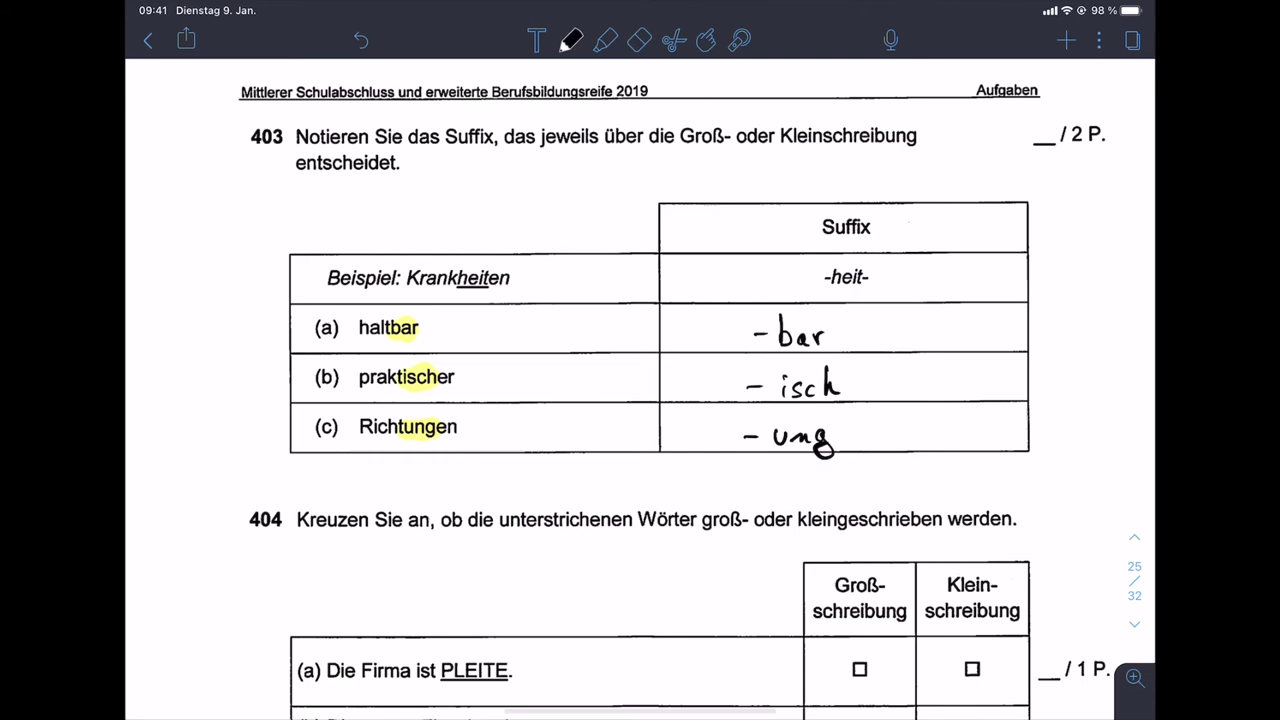 09:41 Dienstag 9. Jan. 98 %
T
Mittlerer Schulabschluss und erweiterte Berufsbildungsreife 2019 Aufgaben
403 Notieren Sie das Suffix, das jeweils über die Groß- oder Kleinschreibung __ / 2 P.
entscheidet.
Suffix
Beispiel: Krankheiten -heit-
(a) haltbar - bar
(b) praktischer - isch
(c) Richtungen - ung
404 Kreuzen Sie an, ob die unterstrichenen Wörter groß- oder kleingeschrieben werden.
25
/
32
Groß- Klein-
schreibung schreibung
(a) Die Firma ist PLEITE. □ □ __ / 1 P.